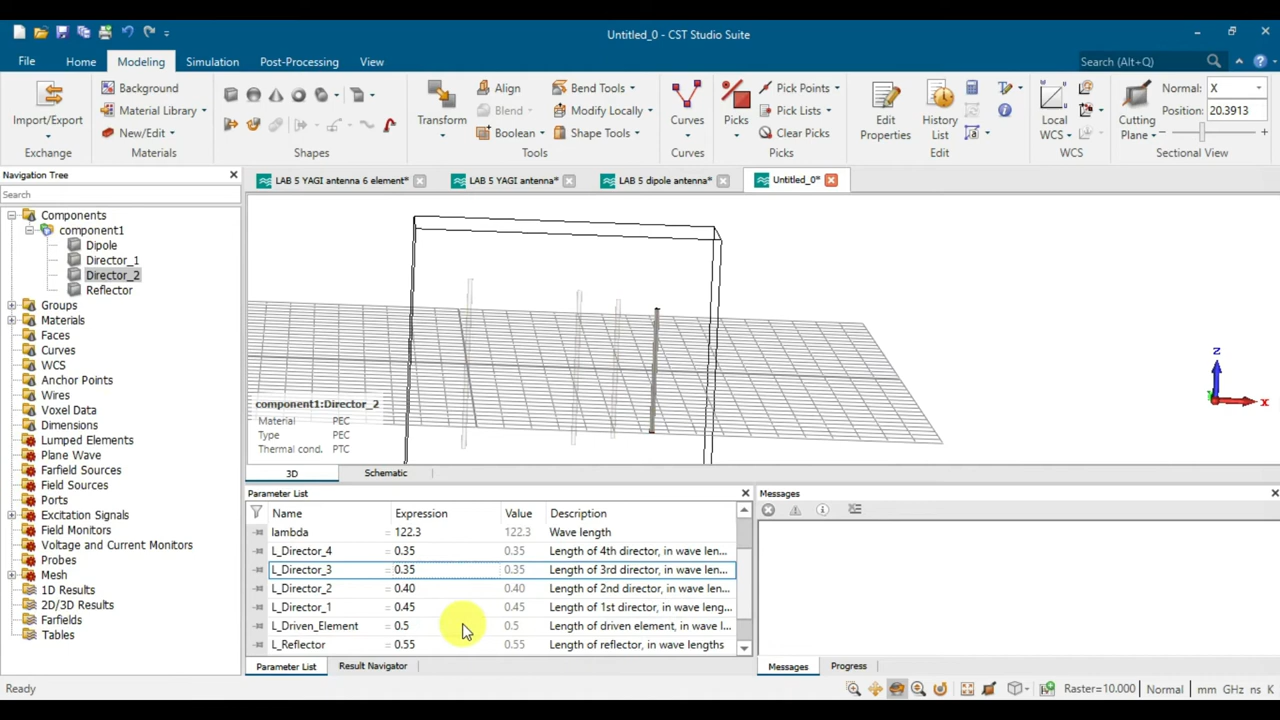 Untitled_0 - CST Studio Suite
File
Home
Modeling
Simulation
Post-Processing
View
Search (Alt+Q)
Import/Export
Exchange
Background
Material Library
New/Edit
Materials
Shapes
Transform
Align
Blend
Boolean
Bend Tools
Modify Locally
Shape Tools
Tools
Curves
Curves
Picks
Pick Points
Pick Lists
Clear Picks
Picks
Edit Properties
History List
Edit
Local WCS
WCS
Cutting Plane
Normal: X
Position: 20.3913
Sectional View
Navigation Tree
LAB 5 YAGI antenna 6 element*
LAB 5 YAGI antenna*
LAB 5 dipole antenna*
Untitled_0*
Search
Components
component1
Dipole
Director_1
Director_2
Reflector
Groups
Materials
Faces
Curves
WCS
Anchor Points
Wires
Voxel Data
Dimensions
Lumped Elements
Plane Wave
Farfield Sources
Field Sources
Ports
Excitation Signals
Field Monitors
Voltage and Current Monitors
Probes
Mesh
1D Results
2D/3D Results
Farfields
Tables
component1:Director_2
Material PEC
Type PEC
Thermal cond. PTC
z
x
3D
Schematic
Parameter List
Name Expression Value Description
lambda = 122.3 122.3 Wave length
L_Director_4 = 0.35 0.35 Length of 4th director, in wave len...
L_Director_3 = 0.35 0.35 Length of 3rd director, in wave len...
L_Director_2 = 0.40 0.40 Length of 2nd director, in wave len...
L_Director_1 = 0.45 0.45 Length of 1st director, in wave leng...
L_Driven_Element = 0.5 0.5 Length of driven element, in wave l...
L_Reflector = 0.55 0.55 Length of reflector, in wave lengths
Parameter List
Result Navigator
Messages
Messages
Progress
Ready
Raster=10.000
Normal
mm GHz ns K